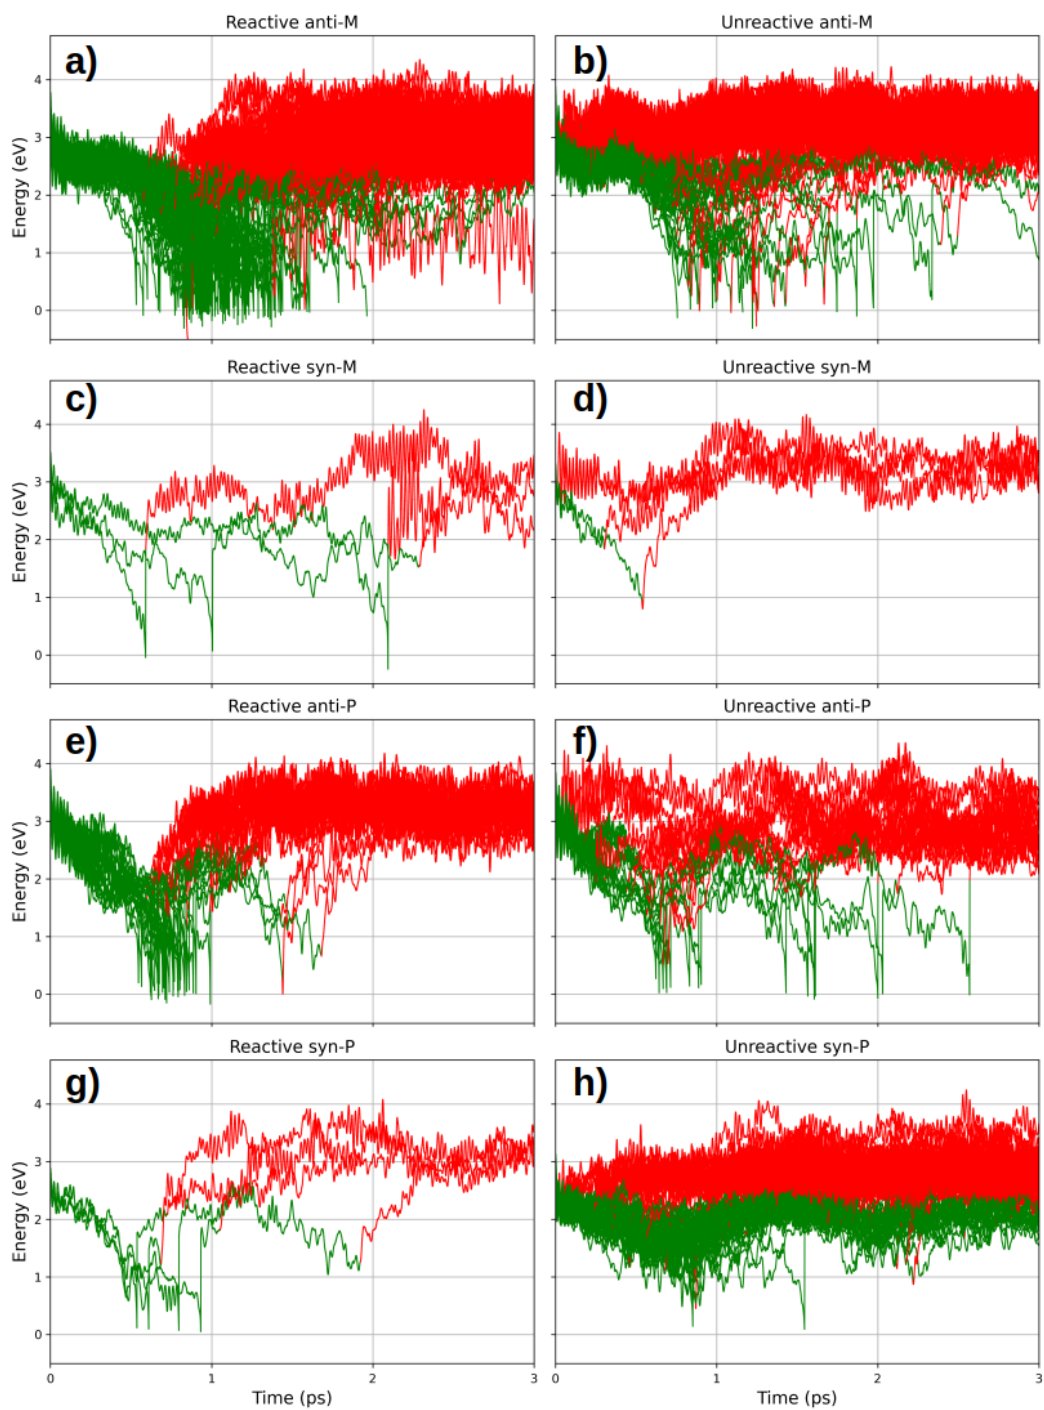 Reactive anti-M
Unreactive anti-M
a)
b)
4
3
2
1
0
Energy (eV)
Reactive syn-M
Unreactive syn-M
c)
d)
4
3
2
1
0
Energy (eV)
Reactive anti-P
Unreactive anti-P
e)
f)
4
3
2
1
0
Energy (eV)
Reactive syn-P
Unreactive syn-P
g)
h)
4
3
2
1
0
Energy (eV)
0 1 2 3
0 1 2 3
Time (ps)
Time (ps)